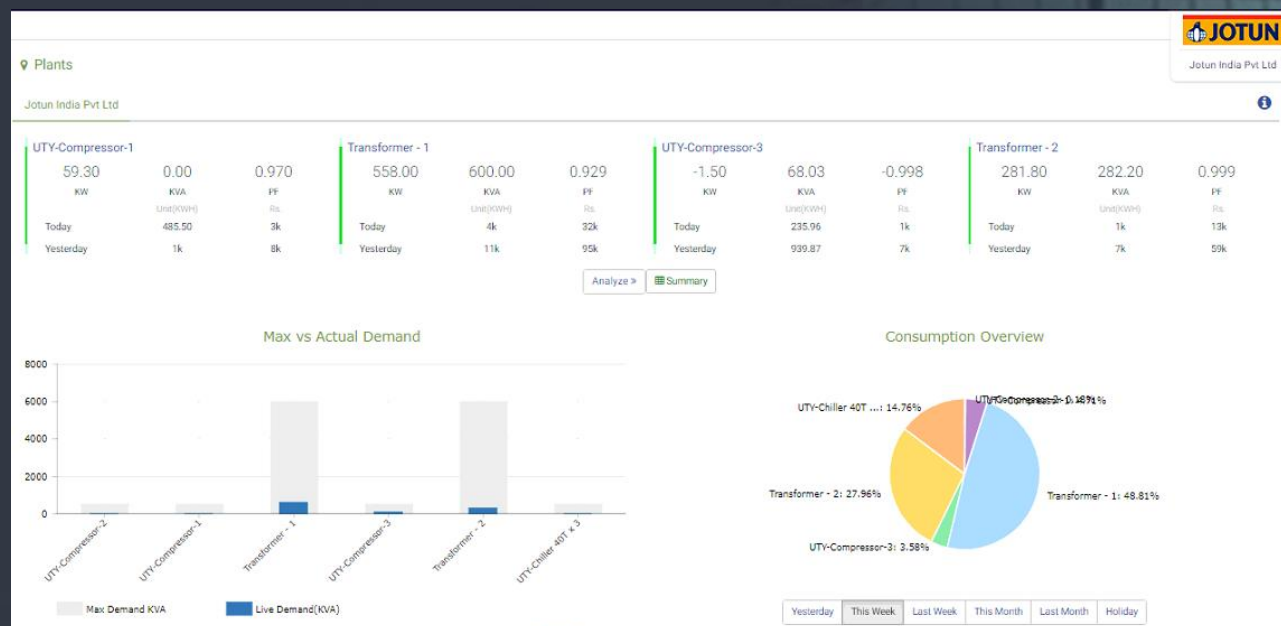 JOTUN
Jotun India Pvt Ltd
Plants
Jotun India Pvt Ltd
UTY-Compressor-1
59.30 0.00 0.970
KW KVA PF
Unit(KWH) Rs.
Today 485.50 3k
Yesterday 1k 8k
Transformer - 1
558.00 600.00 0.929
KW KVA PF
Unit(KWH) Rs.
Today 4k 32k
Yesterday 11k 95k
UTY-Compressor-3
-1.50 68.03 -0.998
KW KVA PF
Unit(KWH) Rs.
Today 235.96 1k
Yesterday 939.87 7k
Transformer - 2
281.80 282.20 0.999
KW KVA PF
Unit(KWH) Rs.
Today 1k 13k
Yesterday 7k 59k
Analyze » Summary
Max vs Actual Demand
8000
6000
4000
2000
0
UTY-Compressor-2
UTY-Compressor-1
Transformer - 1
UTY-Compressor-3
Transformer - 2
UTY-Chiller 40T x 3
Max Demand KVA Live Demand(KVA)
Consumption Overview
UTY-Chiller 40T ...: 14.76%
Transformer - 2: 27.96%
Transformer - 1: 48.81%
UTY-Compressor-3: 3.58%
Yesterday This Week Last Week This Month Last Month Holiday